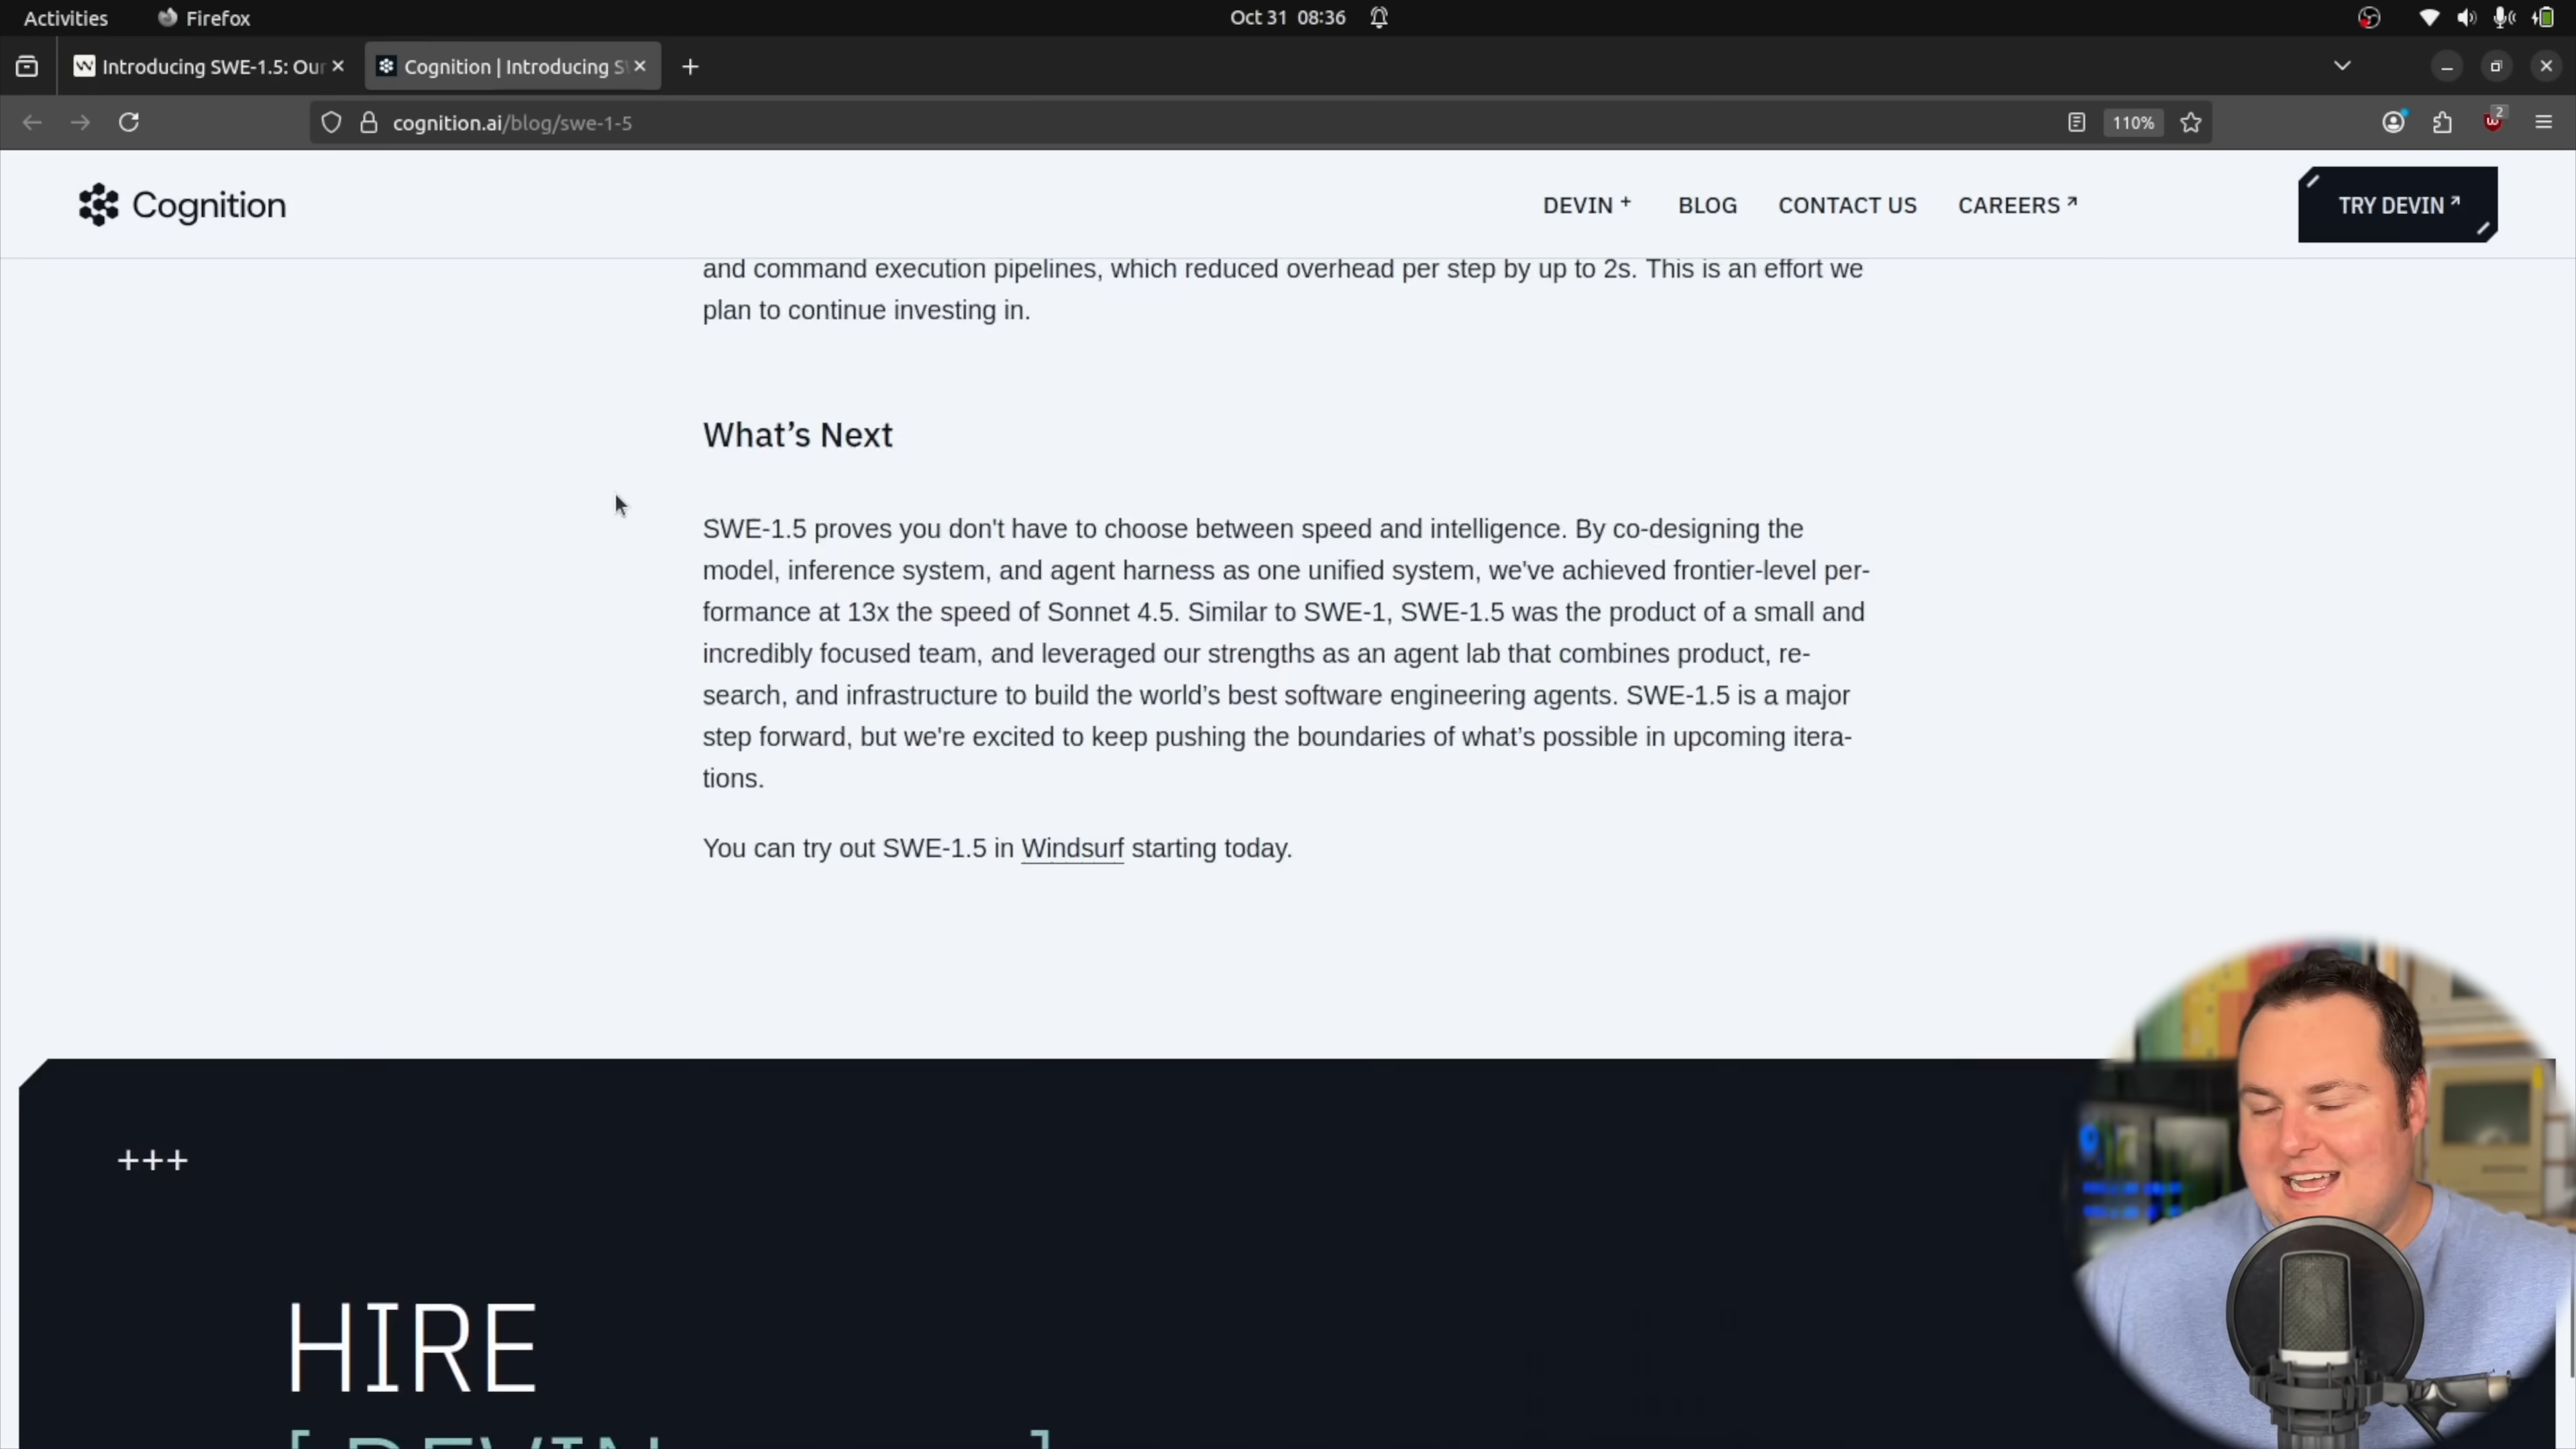 Activities Firefox Oct 31 08:36
Introducing SWE-1.5: Our
Cognition | Introducing S
cognition.ai/blog/swe-1-5 110% 2
Cognition DEVIN + BLOG CONTACT US CAREERS TRY DEVIN
and command execution pipelines, which reduced overhead per step by up to 2s. This is an effort we
plan to continue investing in.
What’s Next
SWE-1.5 proves you don't have to choose between speed and intelligence. By co-designing the
model, inference system, and agent harness as one unified system, we've achieved frontier-level per-
formance at 13x the speed of Sonnet 4.5. Similar to SWE-1, SWE-1.5 was the product of a small and
incredibly focused team, and leveraged our strengths as an agent lab that combines product, re-
search, and infrastructure to build the world’s best software engineering agents. SWE-1.5 is a major
step forward, but we're excited to keep pushing the boundaries of what’s possible in upcoming itera-
tions.
You can try out SWE-1.5 in Windsurf starting today.
+++
HIRE
[ DEVIN ]